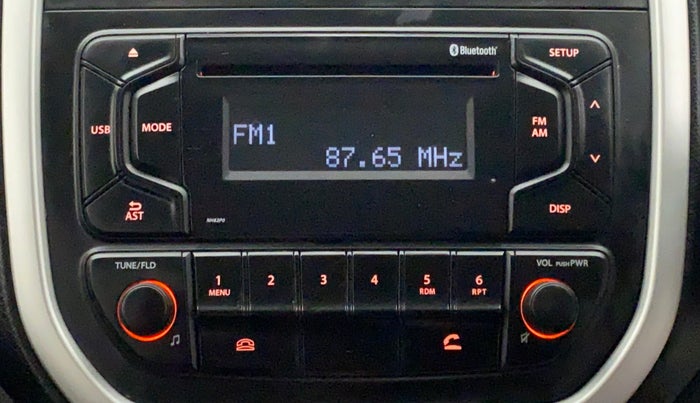 Bluetooth
SETUP
USB
MODE
FM1
87.65 MHz
FM
AM
AST
DISP
TUNE/FLD
1
MENU
2
3
4
5
RDM
6
RPT
VOL PUSH PWR